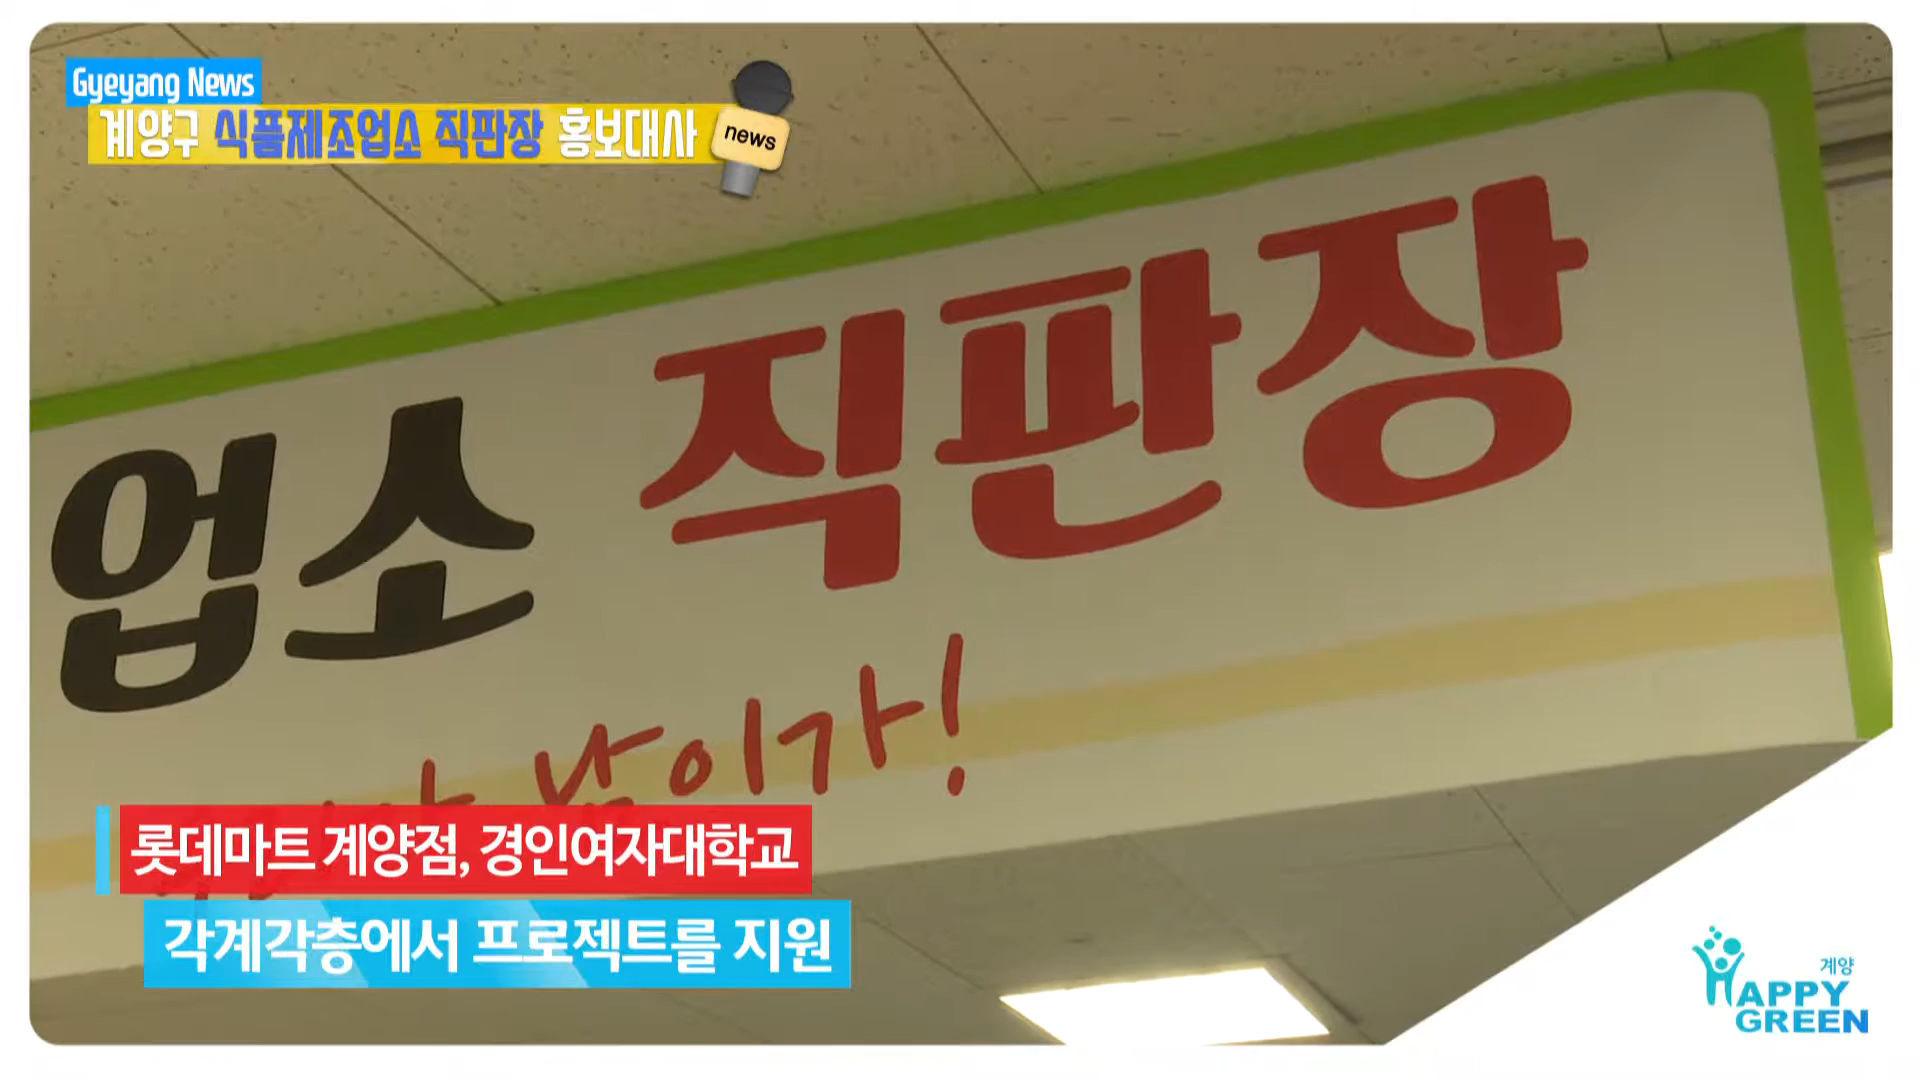 Gyeyang News
계양구 식품제조업소 직판장 홍보대사
news
업소 직판장
남이가!
롯데마트 계양점, 경인여자대학교
각계각층에서 프로젝트를 지원
계양
HAPPY
GREEN